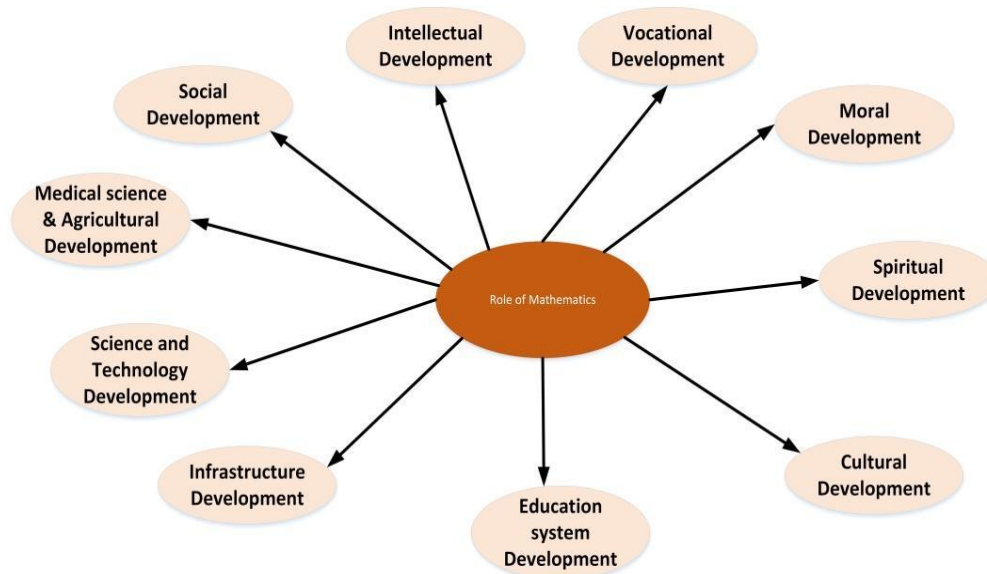 Intellectual
Development
Vocational
Development
Social
Development
Moral
Development
Medical science
& Agricultural
Development
Spiritual
Development
Role of Mathematics
Science and
Technology
Development
Cultural
Development
Infrastructure
Development
Education
system
Development